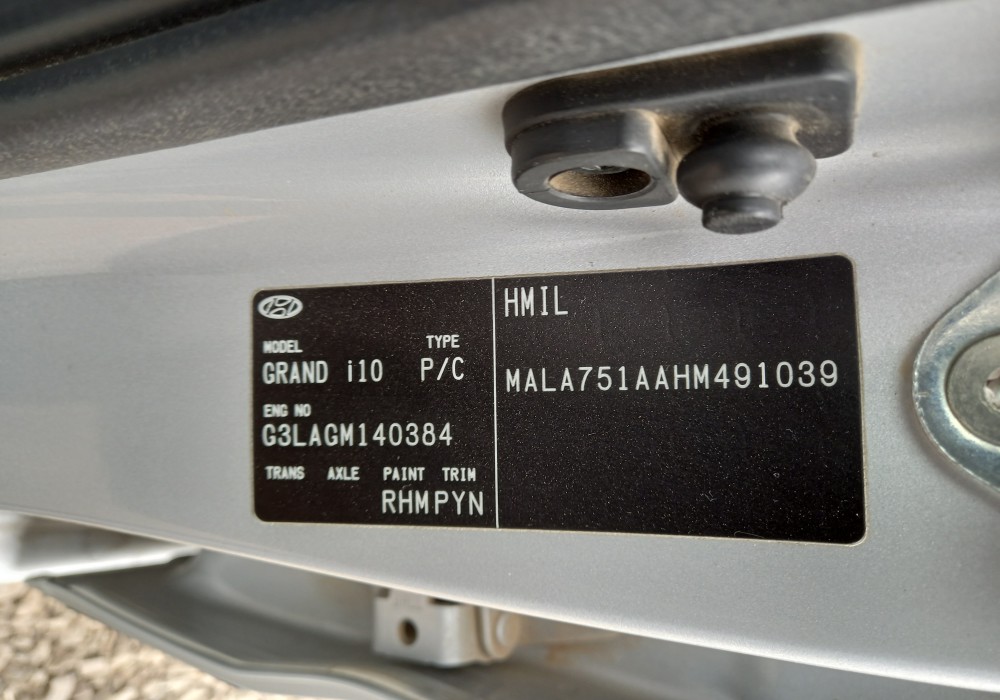 MODEL TYPE
GRAND i10 P/C
ENG NO
G3LAGM140384
TRANS AXLE PAINT TRIM
RHM PYN
HMIL
MALA751AAHM491039